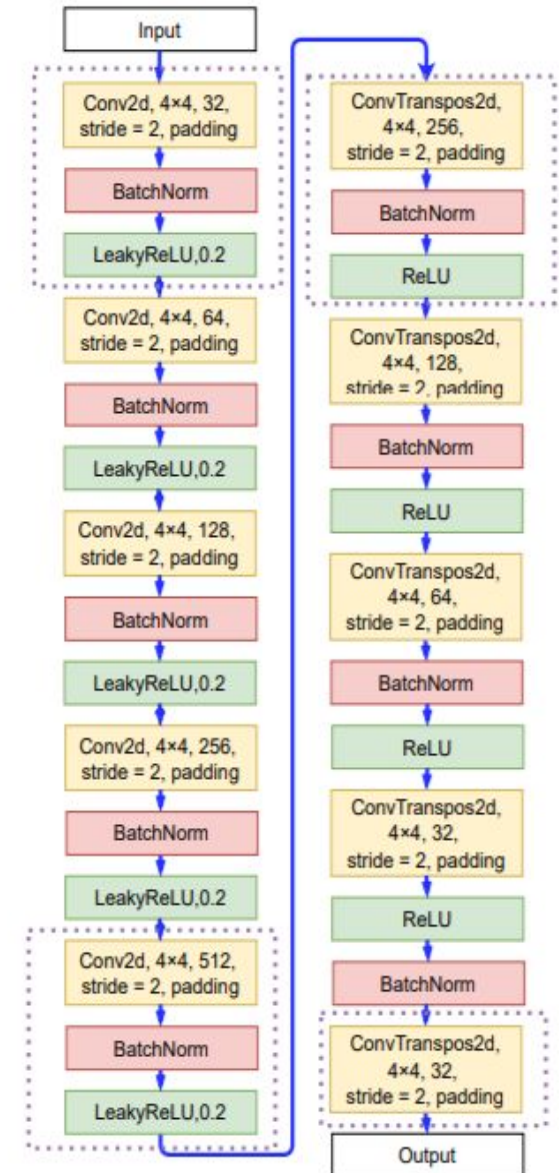 Input
Conv2d, 4×4, 32,
stride = 2, padding
BatchNorm
LeakyReLU,0.2
Conv2d, 4×4, 64,
stride = 2, padding
BatchNorm
LeakyReLU,0.2
Conv2d, 4×4, 128,
stride = 2, padding
BatchNorm
LeakyReLU,0.2
Conv2d, 4×4, 256,
stride = 2, padding
BatchNorm
LeakyReLU,0.2
Conv2d, 4×4, 512,
stride = 2, padding
BatchNorm
LeakyReLU,0.2
ConvTranspos2d,
4×4, 256,
stride = 2, padding
BatchNorm
ReLU
ConvTranspos2d,
4×4, 128,
stride = 2, padding
BatchNorm
ReLU
ConvTranspos2d,
4×4, 64,
stride = 2, padding
BatchNorm
ReLU
ConvTranspos2d,
4×4, 32,
stride = 2, padding
ReLU
BatchNorm
ConvTranspos2d,
4×4, 32,
stride = 2, padding
Output